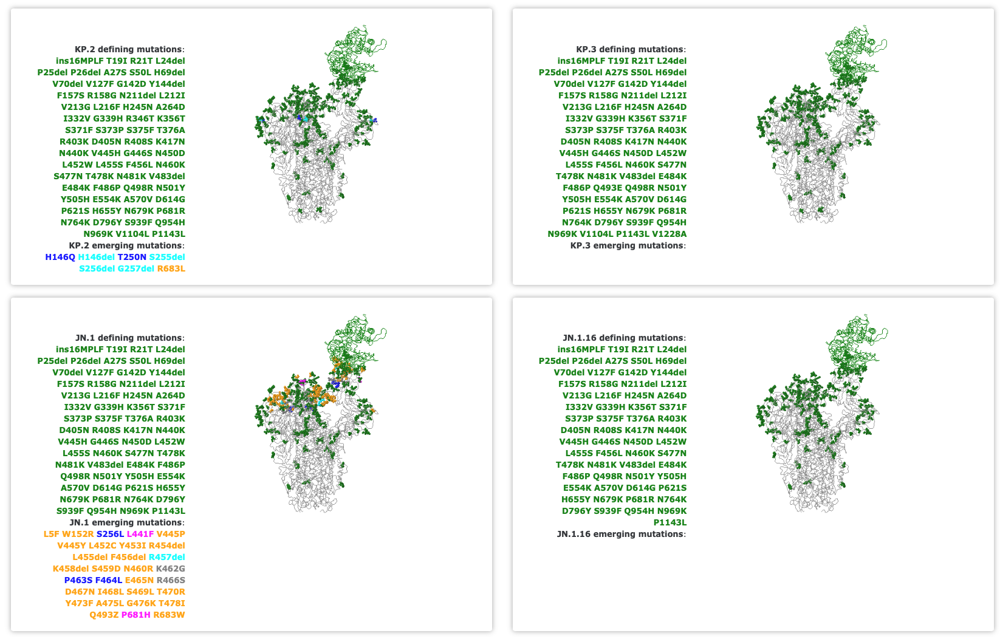 KP.2 defining mutations:
ins16MPLF T19I R21T L24del
P25del P26del A27S S50L H69del
V70del V127F G142D Y144del
F157S R158G N211del L212I
V213G L216F H245N A264D
I332V G339H R346T K356T
S371F S373P S375F T376A
R403K D405N R408S K417N
N440K V445H G446S N450D
L452W L455S F456L N460K
S477N T478K N481K V483del
E484K F486P Q498R N501Y
Y505H E554K A570V D614G
P621S H655Y N679K P681R
N764K D796Y S939F Q954H
N969K V1104L P1143L
KP.2 emerging mutations:
H146Q H146del T250N S255del
S256del G257del R683L
KP.3 defining mutations:
ins16MPLF T19I R21T L24del
P25del P26del A27S S50L H69del
V70del V127F G142D Y144del
F157S R158G N211del L212I
V213G L216F H245N A264D
I332V G339H K356T S371F
S373P S375F T376A R403K
D405N R408S K417N N440K
V445H G446S N450D L452W
L455S F456L N460K S477N
T478K N481K V483del E484K
F486P Q493E Q498R N501Y
Y505H E554K A570V D614G
P621S H655Y N679K P681R
N764K D796Y S939F Q954H
N969K V1104L P1143L V1228A
KP.3 emerging mutations:
JN.1 defining mutations:
ins16MPLF T19I R21T L24del
P25del P26del A27S S50L H69del
V70del V127F G142D Y144del
F157S R158G N211del L212I
V213G L216F H245N A264D
I332V G339H K356T S371F
S373P S375F T376A R403K
D405N R408S K417N N440K
V445H G446S N450D L452W
L455S N460K S477N T478K
N481K V483del E484K F486P
Q498R N501Y Y505H E554K
A570V D614G P621S H655Y
N679K P681R N764K D796Y
S939F Q954H N969K P1143L
JN.1 emerging mutations:
L5F W152R S256L L441F V445P
V445Y L452C Y453I R454del
L455del F456del R457del
K458del S459D N460R K462G
P463S F464L E465N R466S
D467N I468L S469L T470R
Y473F A475L G476K T478I
Q493Z P681H R683W
JN.1.16 defining mutations:
ins16MPLF T19I R21T L24del
P25del P26del A27S S50L H69del
V70del V127F G142D Y144del
F157S R158G N211del L212I
V213G L216F H245N A264D
I332V G339H K356T S371F
S373P S375F T376A R403K
D405N R408S K417N N440K
V445H G446S N450D L452W
L455S F456L N460K S477N
T478K N481K V483del E484K
F486P Q498R N501Y Y505H
E554K A570V D614G P621S
H655Y N679K P681R N764K
D796Y S939F Q954H N969K
P1143L
JN.1.16 emerging mutations: